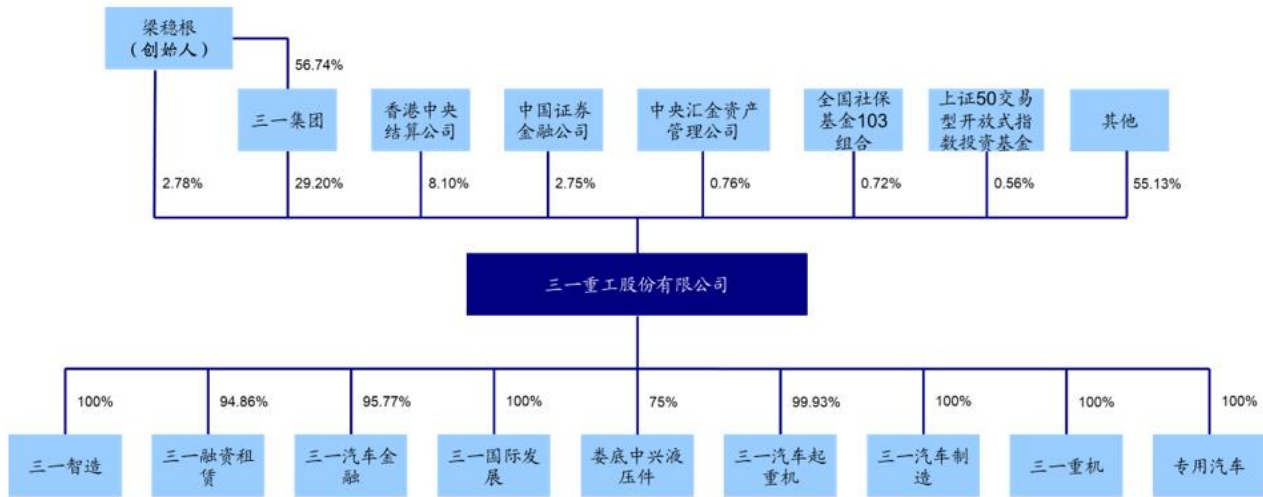 梁稳根
（创始人）
56.74%
三一集团
香港中央
结算公司
中国证券
金融公司
中央汇金资产
管理公司
全国社保
基金103
组合
上证50交易
型开放式指
数投资基金
其他
2.78%
29.20%
8.10%
2.75%
0.76%
0.72%
0.56%
55.13%
三一重工股份有限公司
100%
94.86%
95.77%
100%
75%
99.93%
100%
100%
100%
三一智造
三一融资租
赁
三一汽车金
融
三一国际发
展
娄底中兴液
压件
三一汽车起
重机
三一汽车制
造
三一重机
专用汽车